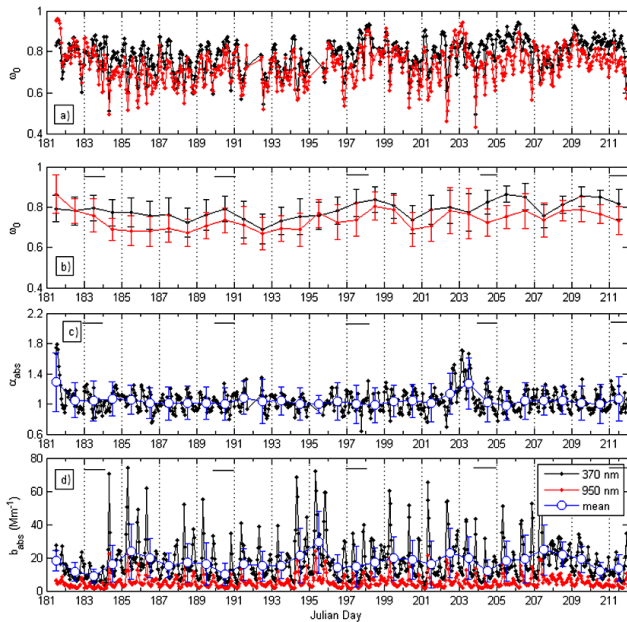 1
0.8
ω0
0.6
a)
0.4
181 183 185 187 189 191 193 195 197 199 201 203 205 207 209 211
1
0.8
ω0
0.6
b)
0.4
181 183 185 187 189 191 193 195 197 199 201 203 205 207 209 211
2.2
c)
1.8
αabs
1.4
1
0.6
181 183 185 187 189 191 193 195 197 199 201 203 205 207 209 211
80
d)
370 nm
60
950 nm
babs (Mm-1)
mean
40
20
0
181 183 185 187 189 191 193 195 197 199 201 203 205 207 209 211
Julian Day